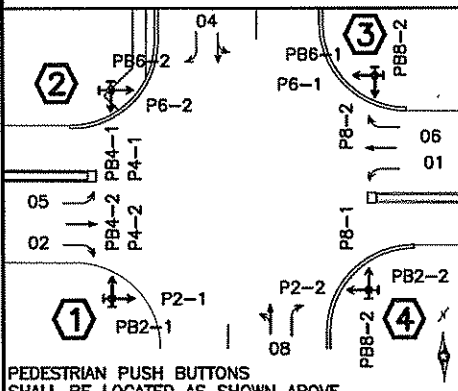 04
3
PB6-2
PB6-1
PB8-2
2
P6-1
P6-2
P8-2
PB4-1
P4-1
06
01
05
PB4-2
P4-2
P8-1
02
P2-1
P2-2
PB2-2
1
PB2-1
4
08
PB8-2
PEDESTRIAN PUSH BUTTONS
SHALL BE LOCATED AS SHOWN ABOVE